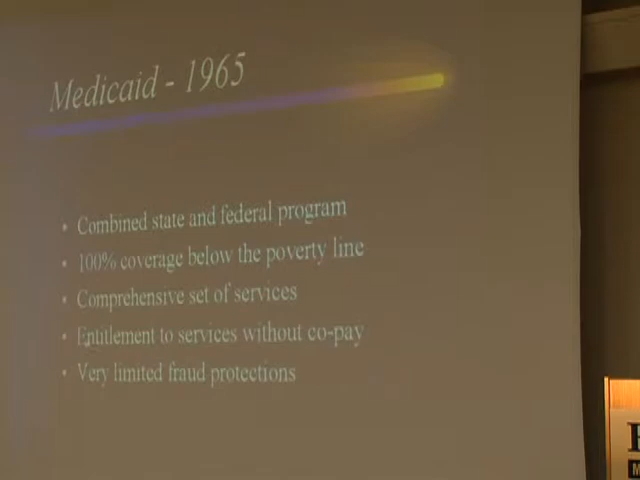 Medicaid - 1965
• Combined state and federal program
• 100% coverage below the poverty line
• Comprehensive set of services
• Entitlement to services without co-pay
• Very limited fraud protections